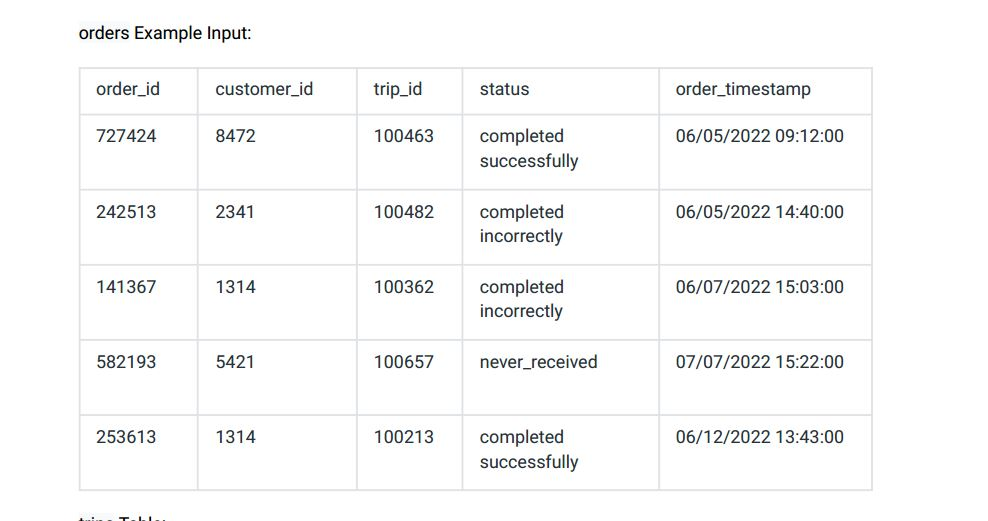 orders Example Input:
order_id customer_id trip_id status order_timestamp
727424 8472 100463 completed successfully 06/05/2022 09:12:00
242513 2341 100482 completed incorrectly 06/05/2022 14:40:00
141367 1314 100362 completed incorrectly 06/07/2022 15:03:00
582193 5421 100657 never_received 07/07/2022 15:22:00
253613 1314 100213 completed successfully 06/12/2022 13:43:00
trips Table: